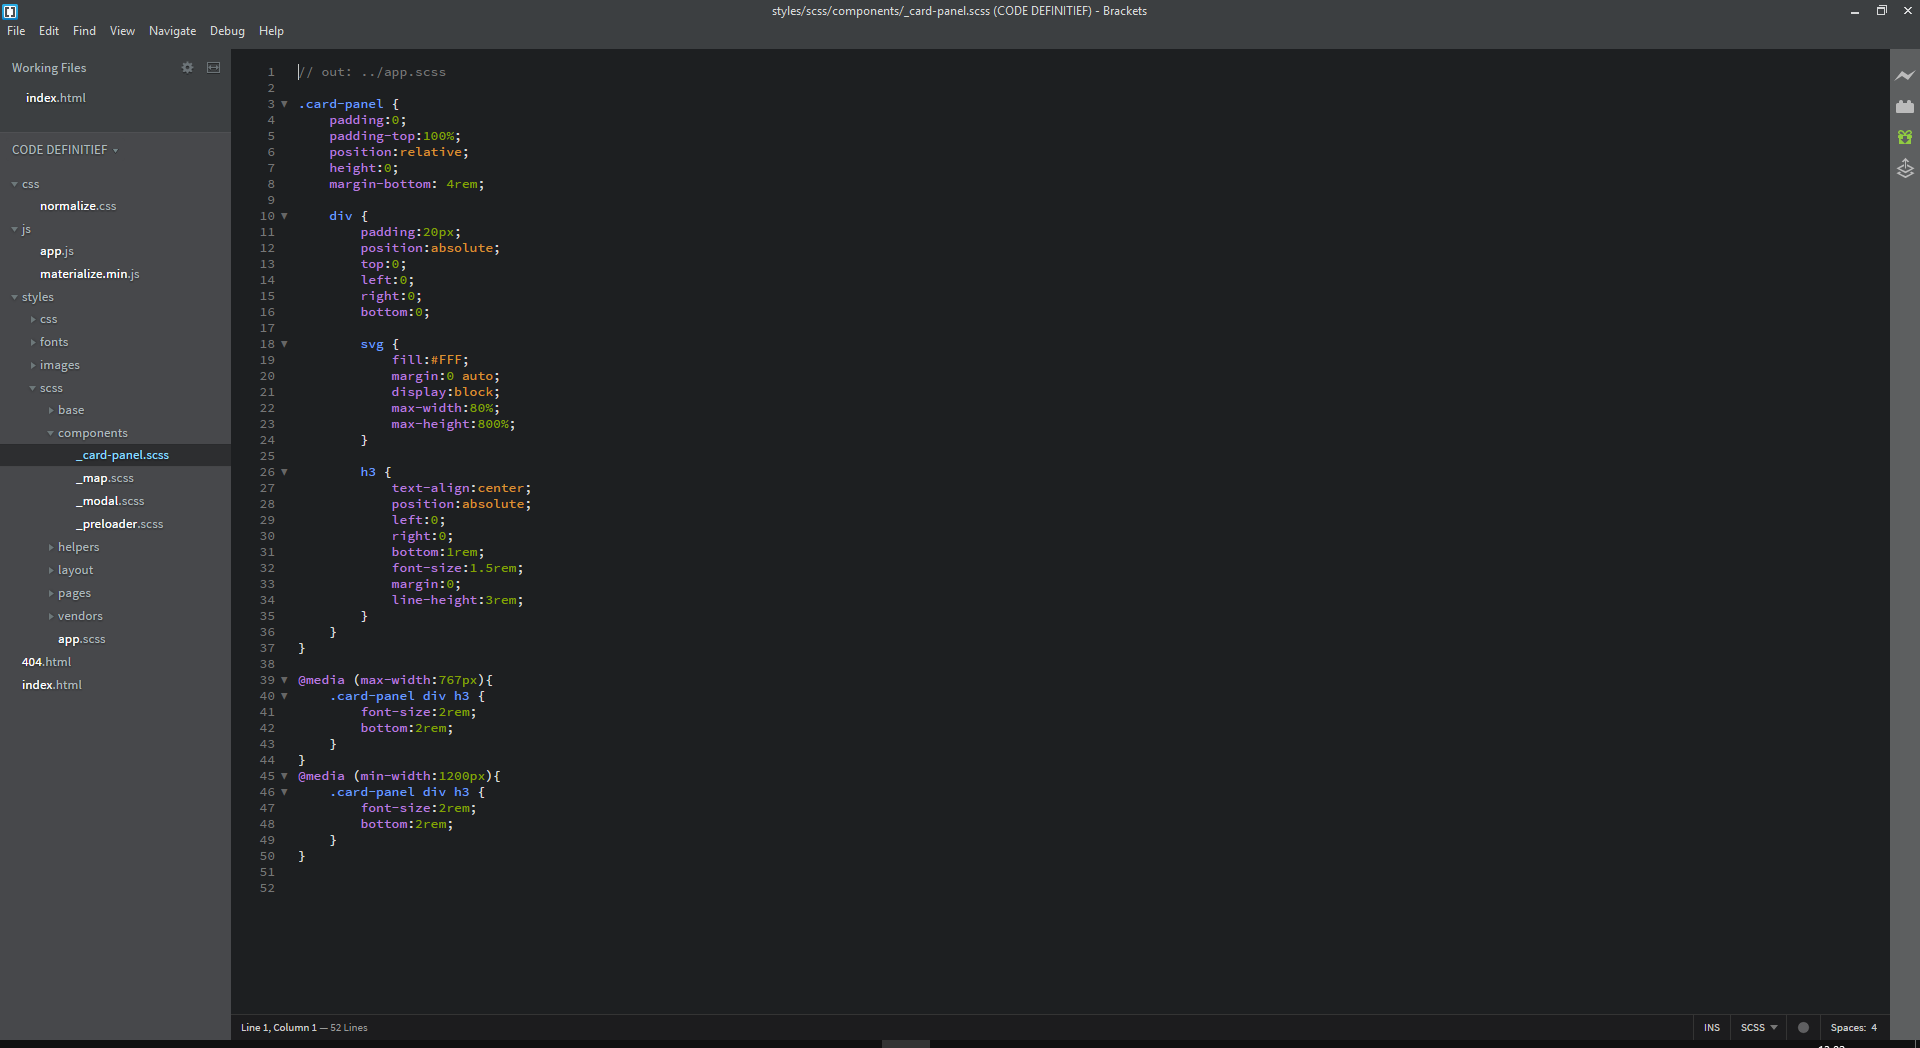 styles/scss/components/_card-panel.scss (CODE DEFINITIEF) - Brackets
File Edit Find View Navigate Debug Help
Working Files
index.html
CODE DEFINITIEF
css
normalize.css
js
app.js
materialize.min.js
styles
css
fonts
images
scss
base
components
_card-panel.scss
_map.scss
_modal.scss
_preloader.scss
helpers
layout
pages
vendors
app.scss
404.html
index.html
1 // out: ../app.scss
2
3 .card-panel {
4 padding:0;
5 padding-top:100%;
6 position:relative;
7 height:0;
8 margin-bottom: 4rem;
9
10 div {
11 padding:20px;
12 position:absolute;
13 top:0;
14 left:0;
15 right:0;
16 bottom:0;
17
18 svg {
19 fill:#FFF;
20 margin:0 auto;
21 display:block;
22 max-width:80%;
23 max-height:800%;
24 }
25
26 h3 {
27 text-align:center;
28 position:absolute;
29 left:0;
30 right:0;
31 bottom:1rem;
32 font-size:1.5rem;
33 margin:0;
34 line-height:3rem;
35 }
36 }
37 }
38
39 @media (max-width:767px){
40 .card-panel div h3 {
41 font-size:2rem;
42 bottom:2rem;
43 }
44 }
45 @media (min-width:1200px){
46 .card-panel div h3 {
47 font-size:2rem;
48 bottom:2rem;
49 }
50 }
51
52
Line 1, Column 1 — 52 Lines
INS SCSS Spaces: 4